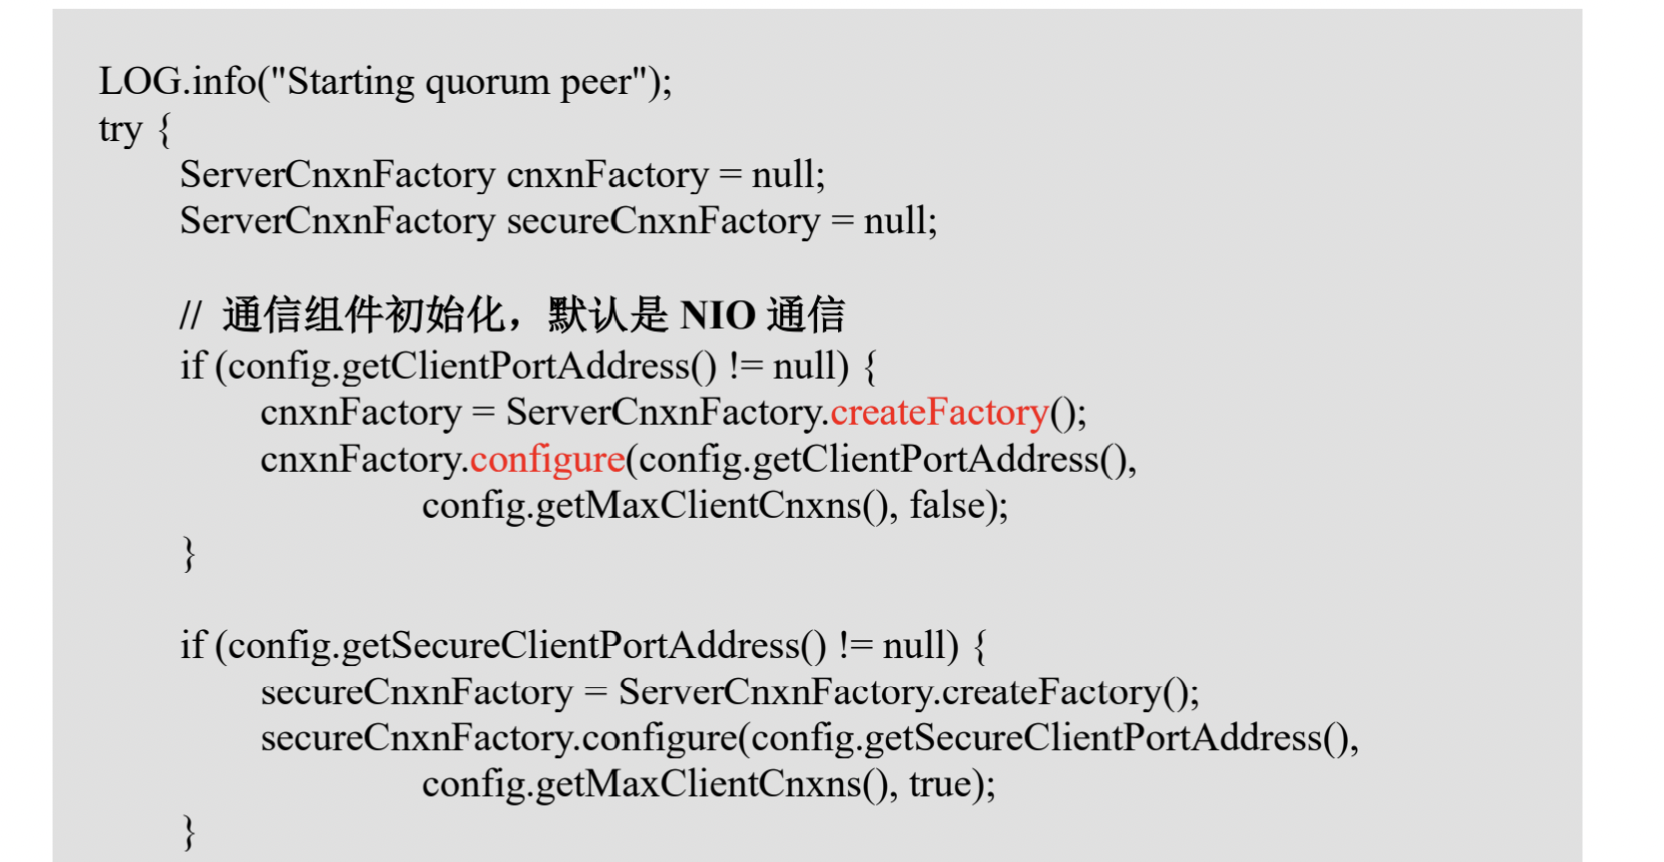 LOG.info("Starting quorum peer");
try {
ServerCnxnFactory cnxnFactory = null;
ServerCnxnFactory secureCnxnFactory = null;
// 通信组件初始化，默认是 NIO 通信
if (config.getClientPortAddress() != null) {
cnxnFactory = ServerCnxnFactory.createFactory();
cnxnFactory.configure(config.getClientPortAddress(),
config.getMaxClientCnxns(), false);
}
if (config.getSecureClientPortAddress() != null) {
secureCnxnFactory = ServerCnxnFactory.createFactory();
secureCnxnFactory.configure(config.getSecureClientPortAddress(),
config.getMaxClientCnxns(), true);
}